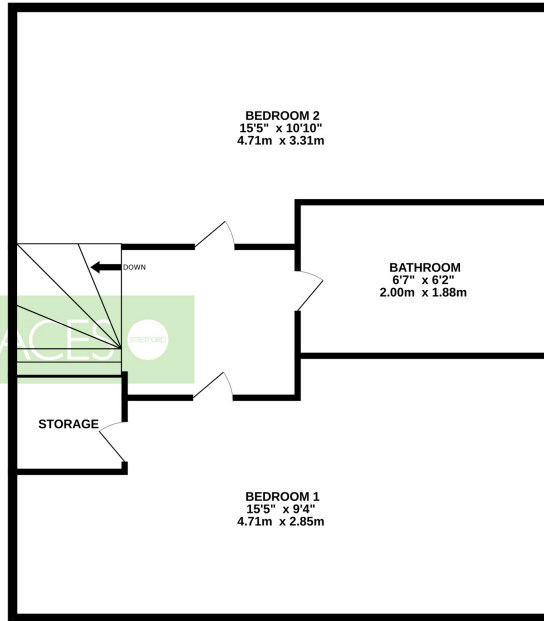 BEDROOM 2
15'5" x 10'10"
4.71m x 3.31m
DOWN
BATHROOM
6'7" x 6'2"
2.00m x 1.88m
ACES
STRETFORD
STORAGE
BEDROOM 1
15'5" x 9'4"
4.71m x 2.85m